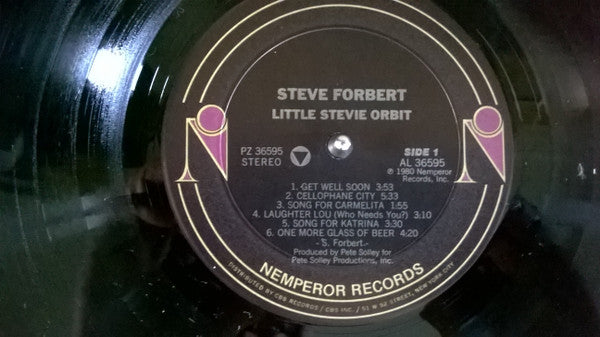 STEVE FORBERT
LITTLE STEVIE ORBIT
PZ 36595
STEREO
SIDE 1
AL 36595
℗ 1980 Nemperor
Records, Inc.
1. GET WELL SOON 3:53
2. CELLOPHANE CITY 5:33
3. SONG FOR CARMELITA 1:55
4. LAUGHTER LOU (Who Needs You?) 3:10
5. SONG FOR KATRINA 3:30
6. ONE MORE GLASS OF BEER 4:20
-S. Forbert.-
Produced by Pete Solley for
Pete Solley Productions, Inc.
NEMPEROR RECORDS
DISTRIBUTED BY CBS RECORDS / CBS INC. / 51 W 52 STREET, NEW YORK CITY